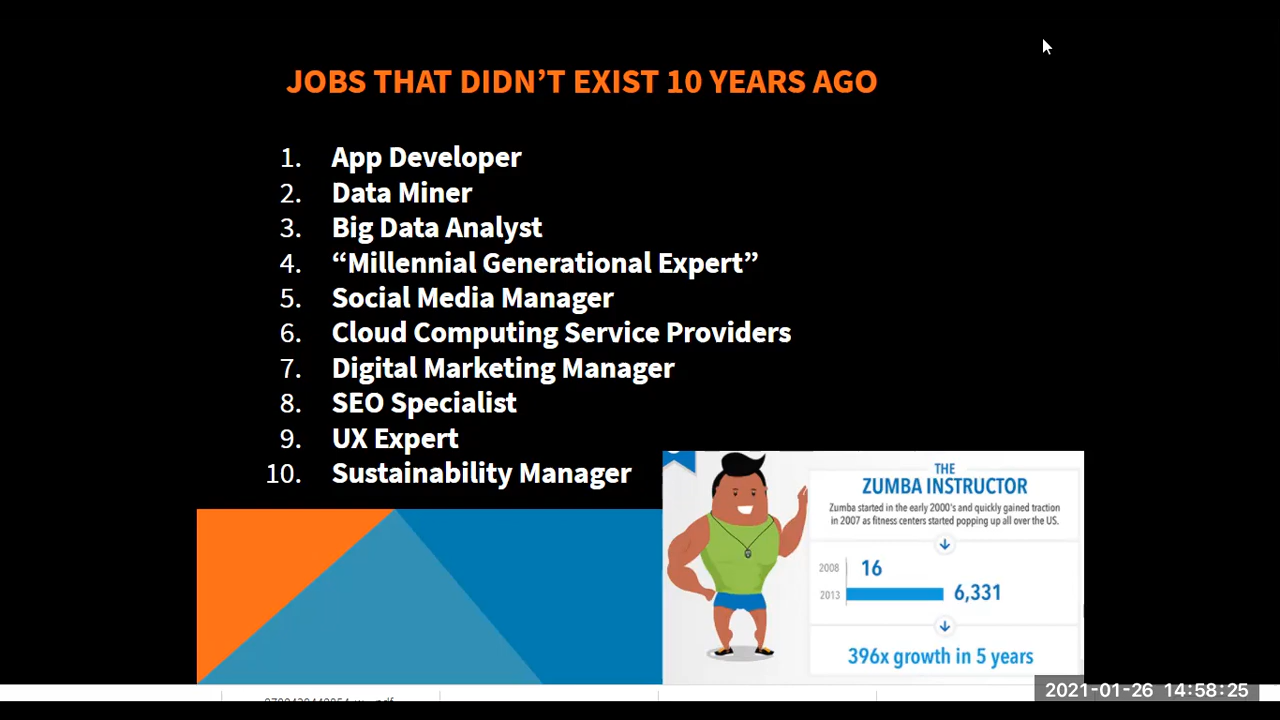 JOBS THAT DIDN’T EXIST 10 YEARS AGO
1. App Developer
2. Data Miner
3. Big Data Analyst
4. “Millennial Generational Expert”
5. Social Media Manager
6. Cloud Computing Service Providers
7. Digital Marketing Manager
8. SEO Specialist
9. UX Expert
10. Sustainability Manager
THE
ZUMBA INSTRUCTOR
Zumba started in the early 2000's and quickly gained traction
in 2007 as fitness centers started popping up all over the US.
2008 16
2013 6,331
396x growth in 5 years
2021-01-26 14:58:25